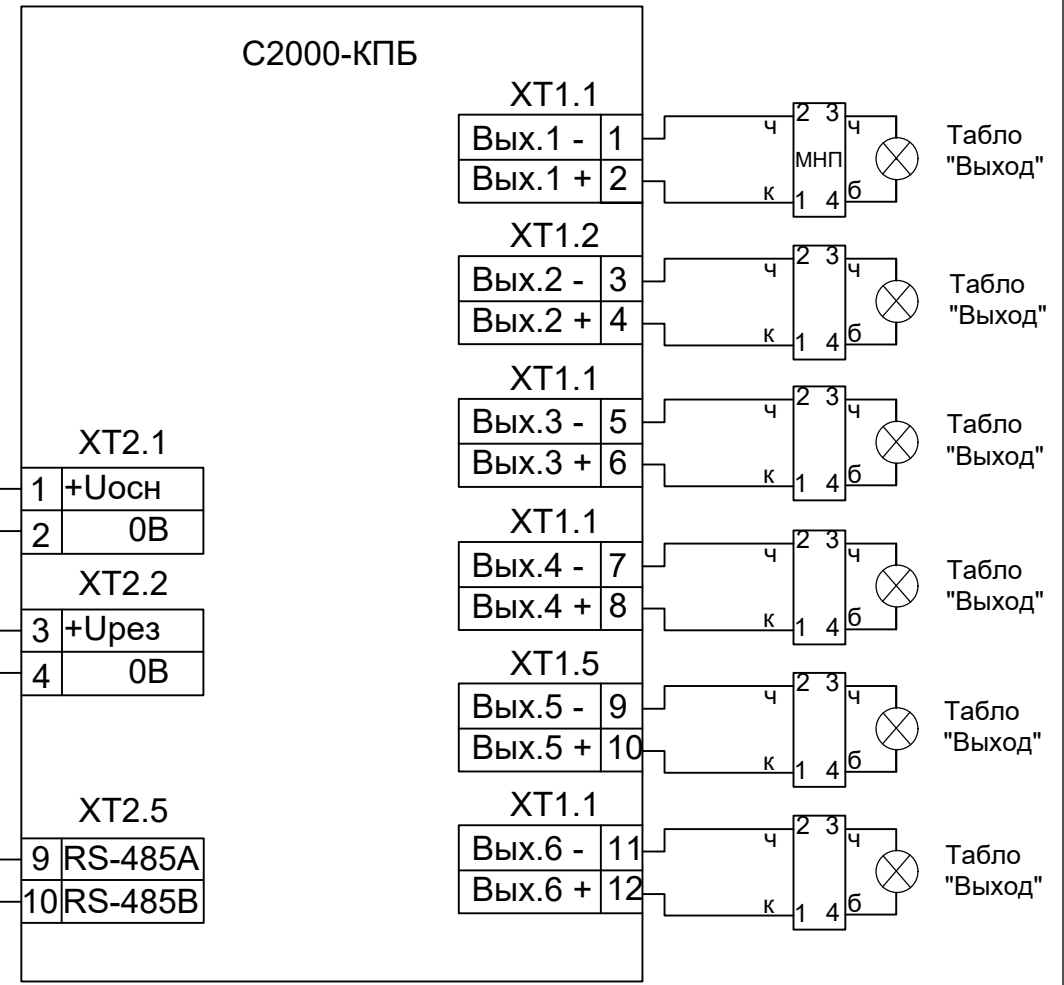 С2000-КПБ
XT1.1
Вых.1 - 1
Вых.1 + 2
ч 2 3 ч
МНП
к 1 4 б
Табло
"Выход"
XT1.2
Вых.2 - 3
Вых.2 + 4
ч 2 3 ч
к 1 4 б
Табло
"Выход"
XT1.1
Вых.3 - 5
Вых.3 + 6
ч 2 3 ч
к 1 4 б
Табло
"Выход"
XT2.1
1 +Uосн
2 0В
XT1.1
Вых.4 - 7
Вых.4 + 8
ч 2 3 ч
к 1 4 б
Табло
"Выход"
XT2.2
3 +Uрез
4 0В
XT1.5
Вых.5 - 9
Вых.5 + 10
ч 2 3 ч
к 1 4 б
Табло
"Выход"
XT2.5
9 RS-485A
10 RS-485B
XT1.1
Вых.6 - 11
Вых.6 + 12
ч 2 3 ч
к 1 4 б
Табло
"Выход"